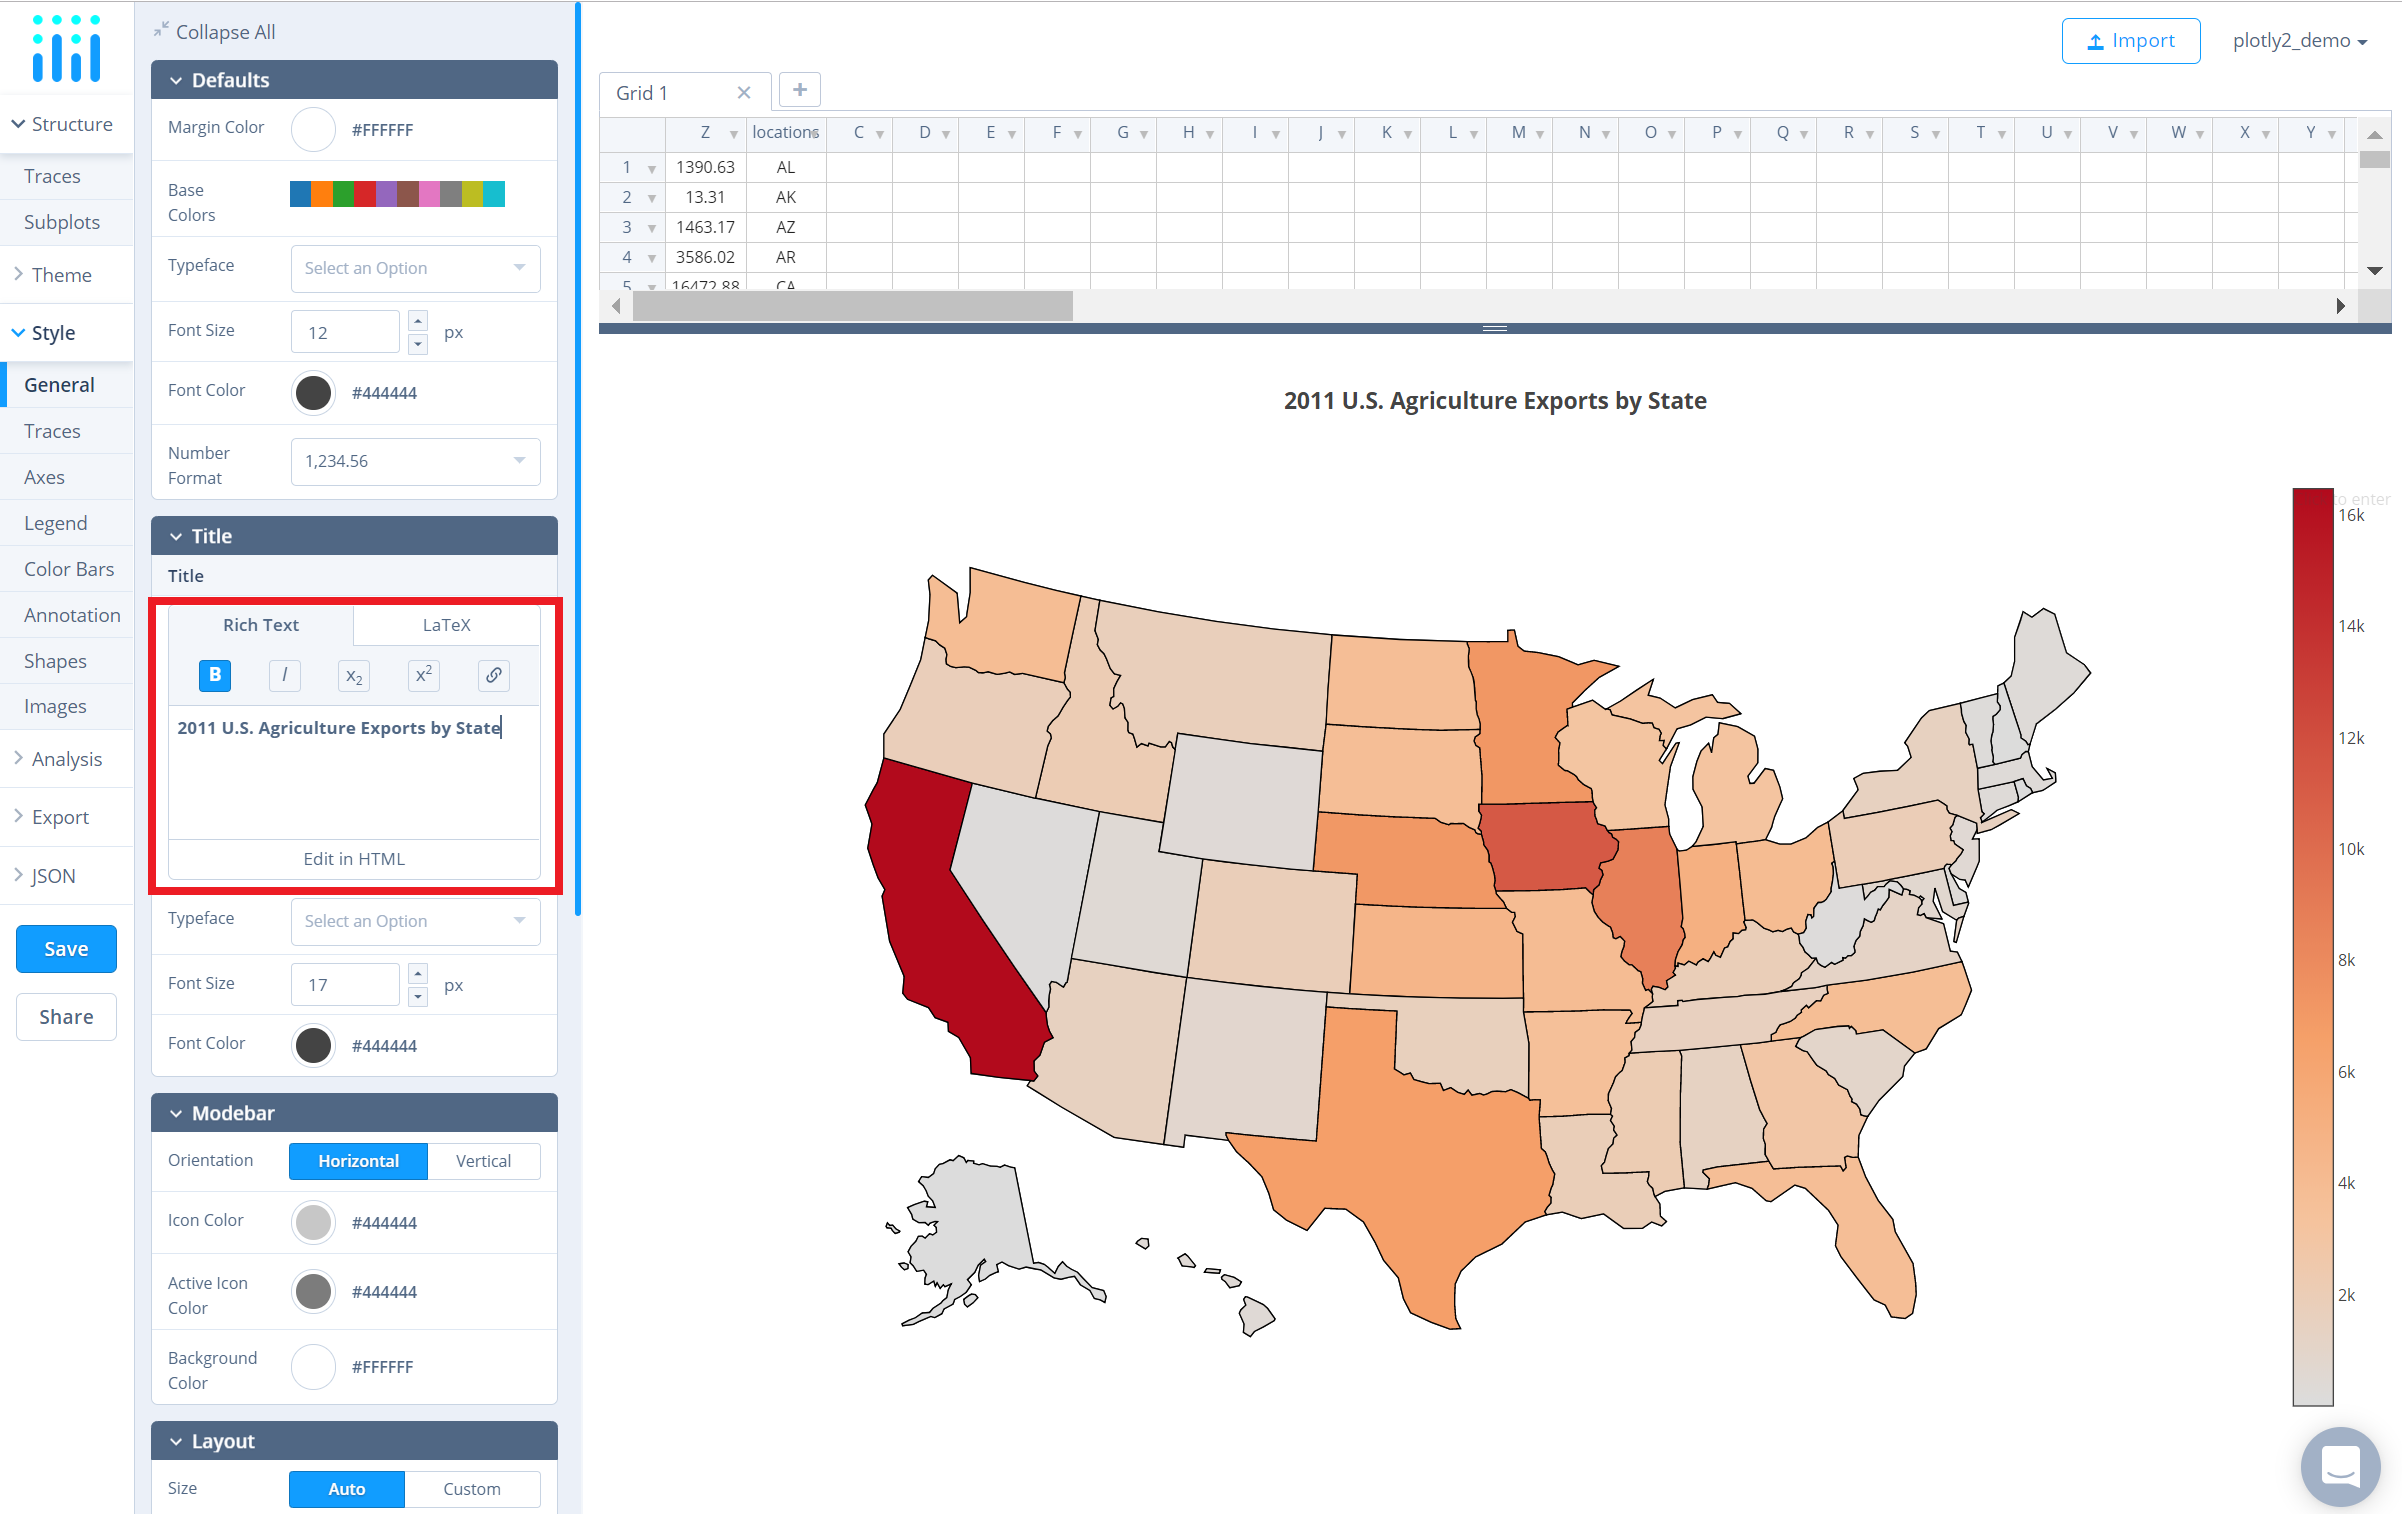 Structure
Traces
Subplots
Theme
Style
General
Traces
Axes
Legend
Color Bars
Annotation
Shapes
Images
Analysis
Export
JSON
Save
Share
Collapse All
Defaults
Margin Color #FFFFFF
Base
Colors
Typeface Select an Option
Font Size 12 px
Font Color #444444
Number
Format 1,234.56
Title
Title
Rich Text LaTeX
B I x2 x2
2011 U.S. Agriculture Exports by State
Edit in HTML
Typeface Select an Option
Font Size 17 px
Font Color #444444
Modebar
Orientation Horizontal Vertical
Icon Color #444444
Active Icon
Color #444444
Background
Color #FFFFFF
Layout
Size Auto Custom
Import plotly2_demo
Grid 1 × +
Z locations C D E F G H I J K L M N O P Q R S T U V W X Y
1 1390.63 AL
2 13.31 AK
3 1463.17 AZ
4 3586.02 AR
5 16472.88 CA
2011 U.S. Agriculture Exports by State
to enter
16k
14k
12k
10k
8k
6k
4k
2k